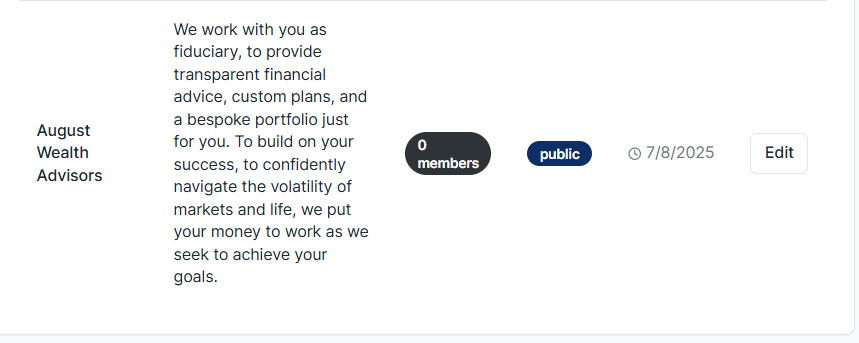 August
Wealth
Advisors
We work with you as
fiduciary, to provide
transparent financial
advice, custom plans, and
a bespoke portfolio just
for you. To build on your
success, to confidently
navigate the volatility of
markets and life, we put
your money to work as we
seek to achieve your
goals.
0
members
public
7/8/2025
Edit